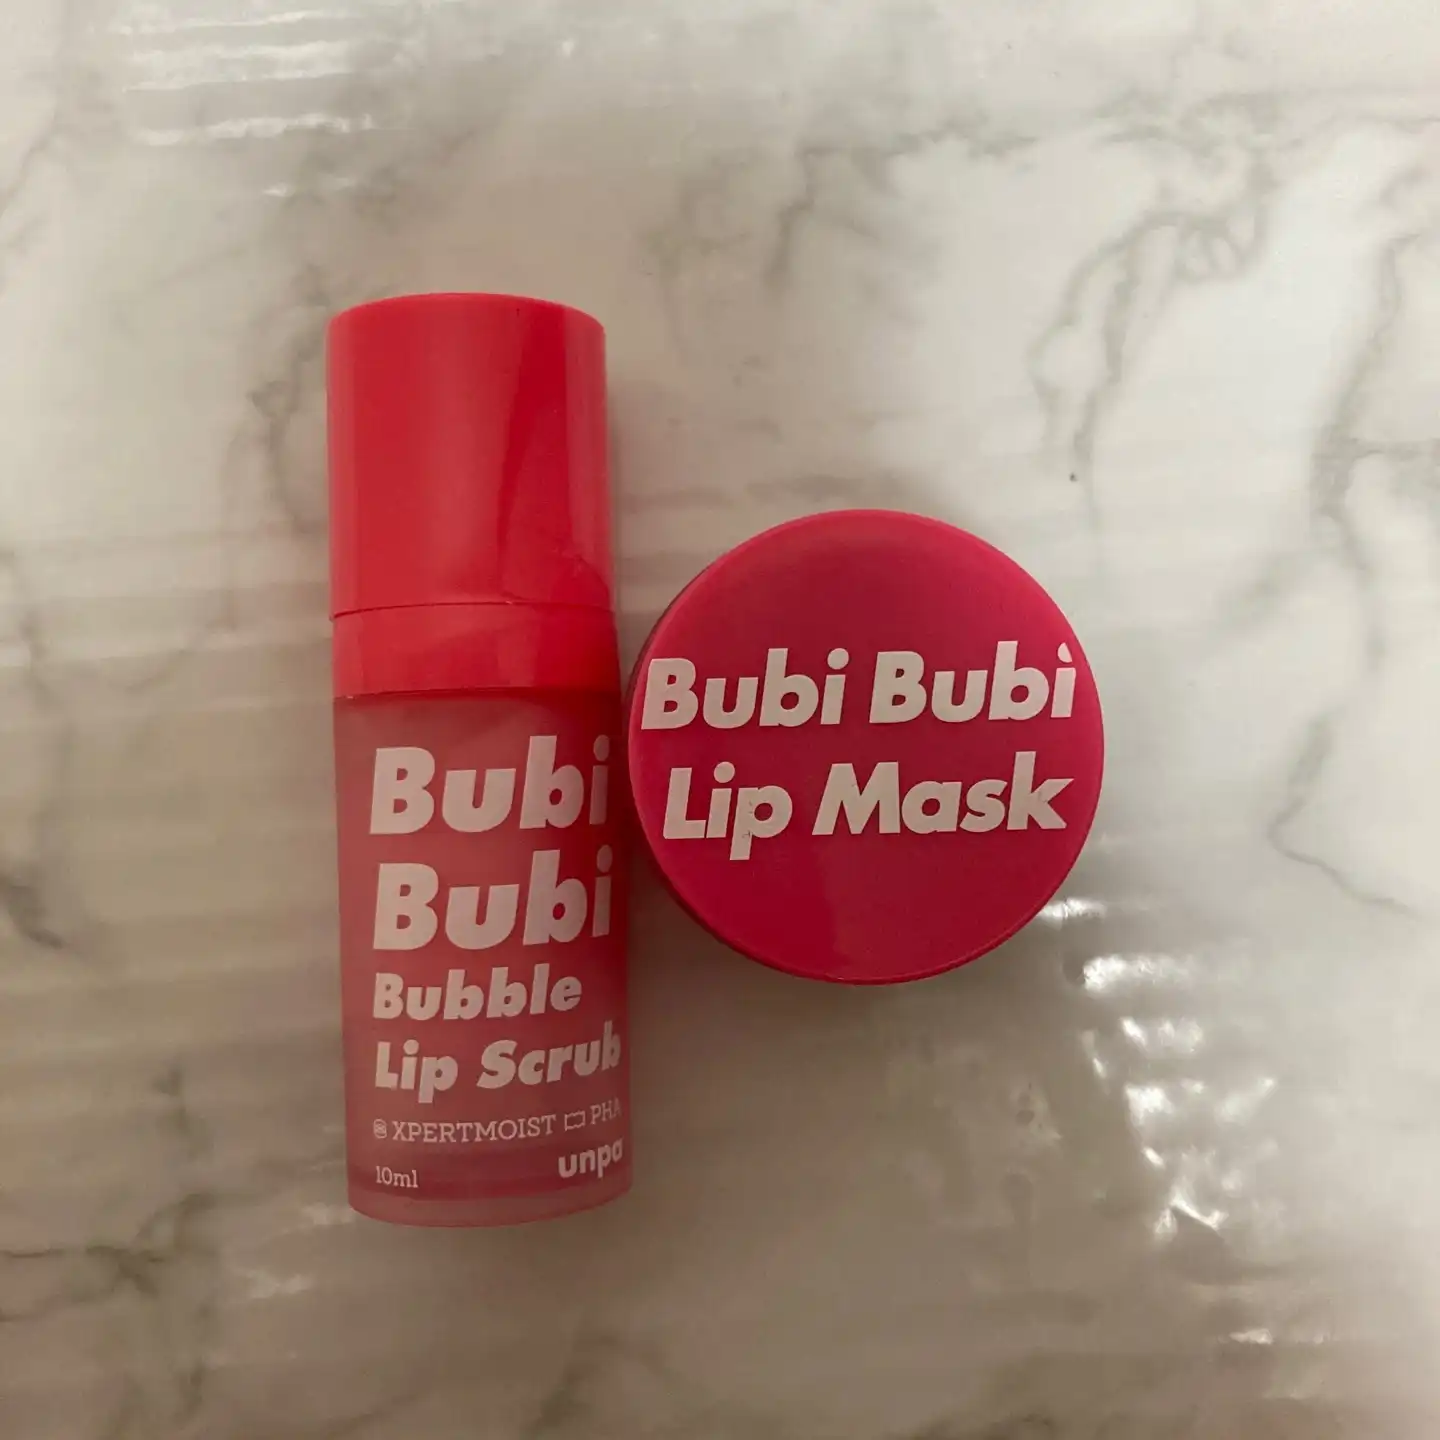 Bubi
Bubi
Bubble
Lip Scrub
XPERTMOIST PHA
10ml
unpa
Bubi Bubi
Lip Mask